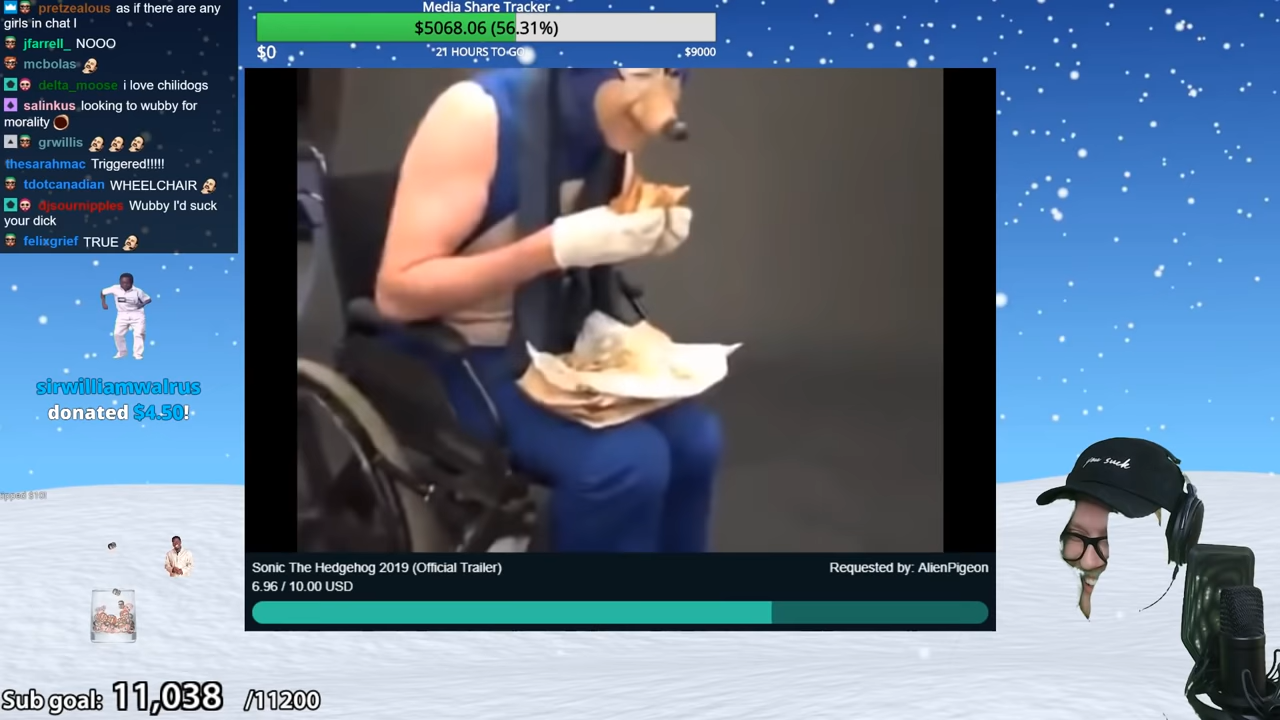 pretzealous as if there are any
girls in chat I
jfarrell_ NOOO
mcbolas
delta_moose i love chilidogs
salinkus looking to wubby for
morality
grwillis
thesarahmac Triggered!!!!!
tdotcanadian WHEELCHAIR
djsournipples Wubby I'd suck
your dick
felixgrief TRUE
Media Share Tracker
$5068.06 (56.31%)
$0
21 HOURS TO GO
$9000
sirwilliamwalrus
donated $4.50!
you suck
Sonic The Hedgehog 2019 (Official Trailer)
Requested by: AlienPigeon
6.96 / 10.00 USD
Sub goal: 11,038 /11200